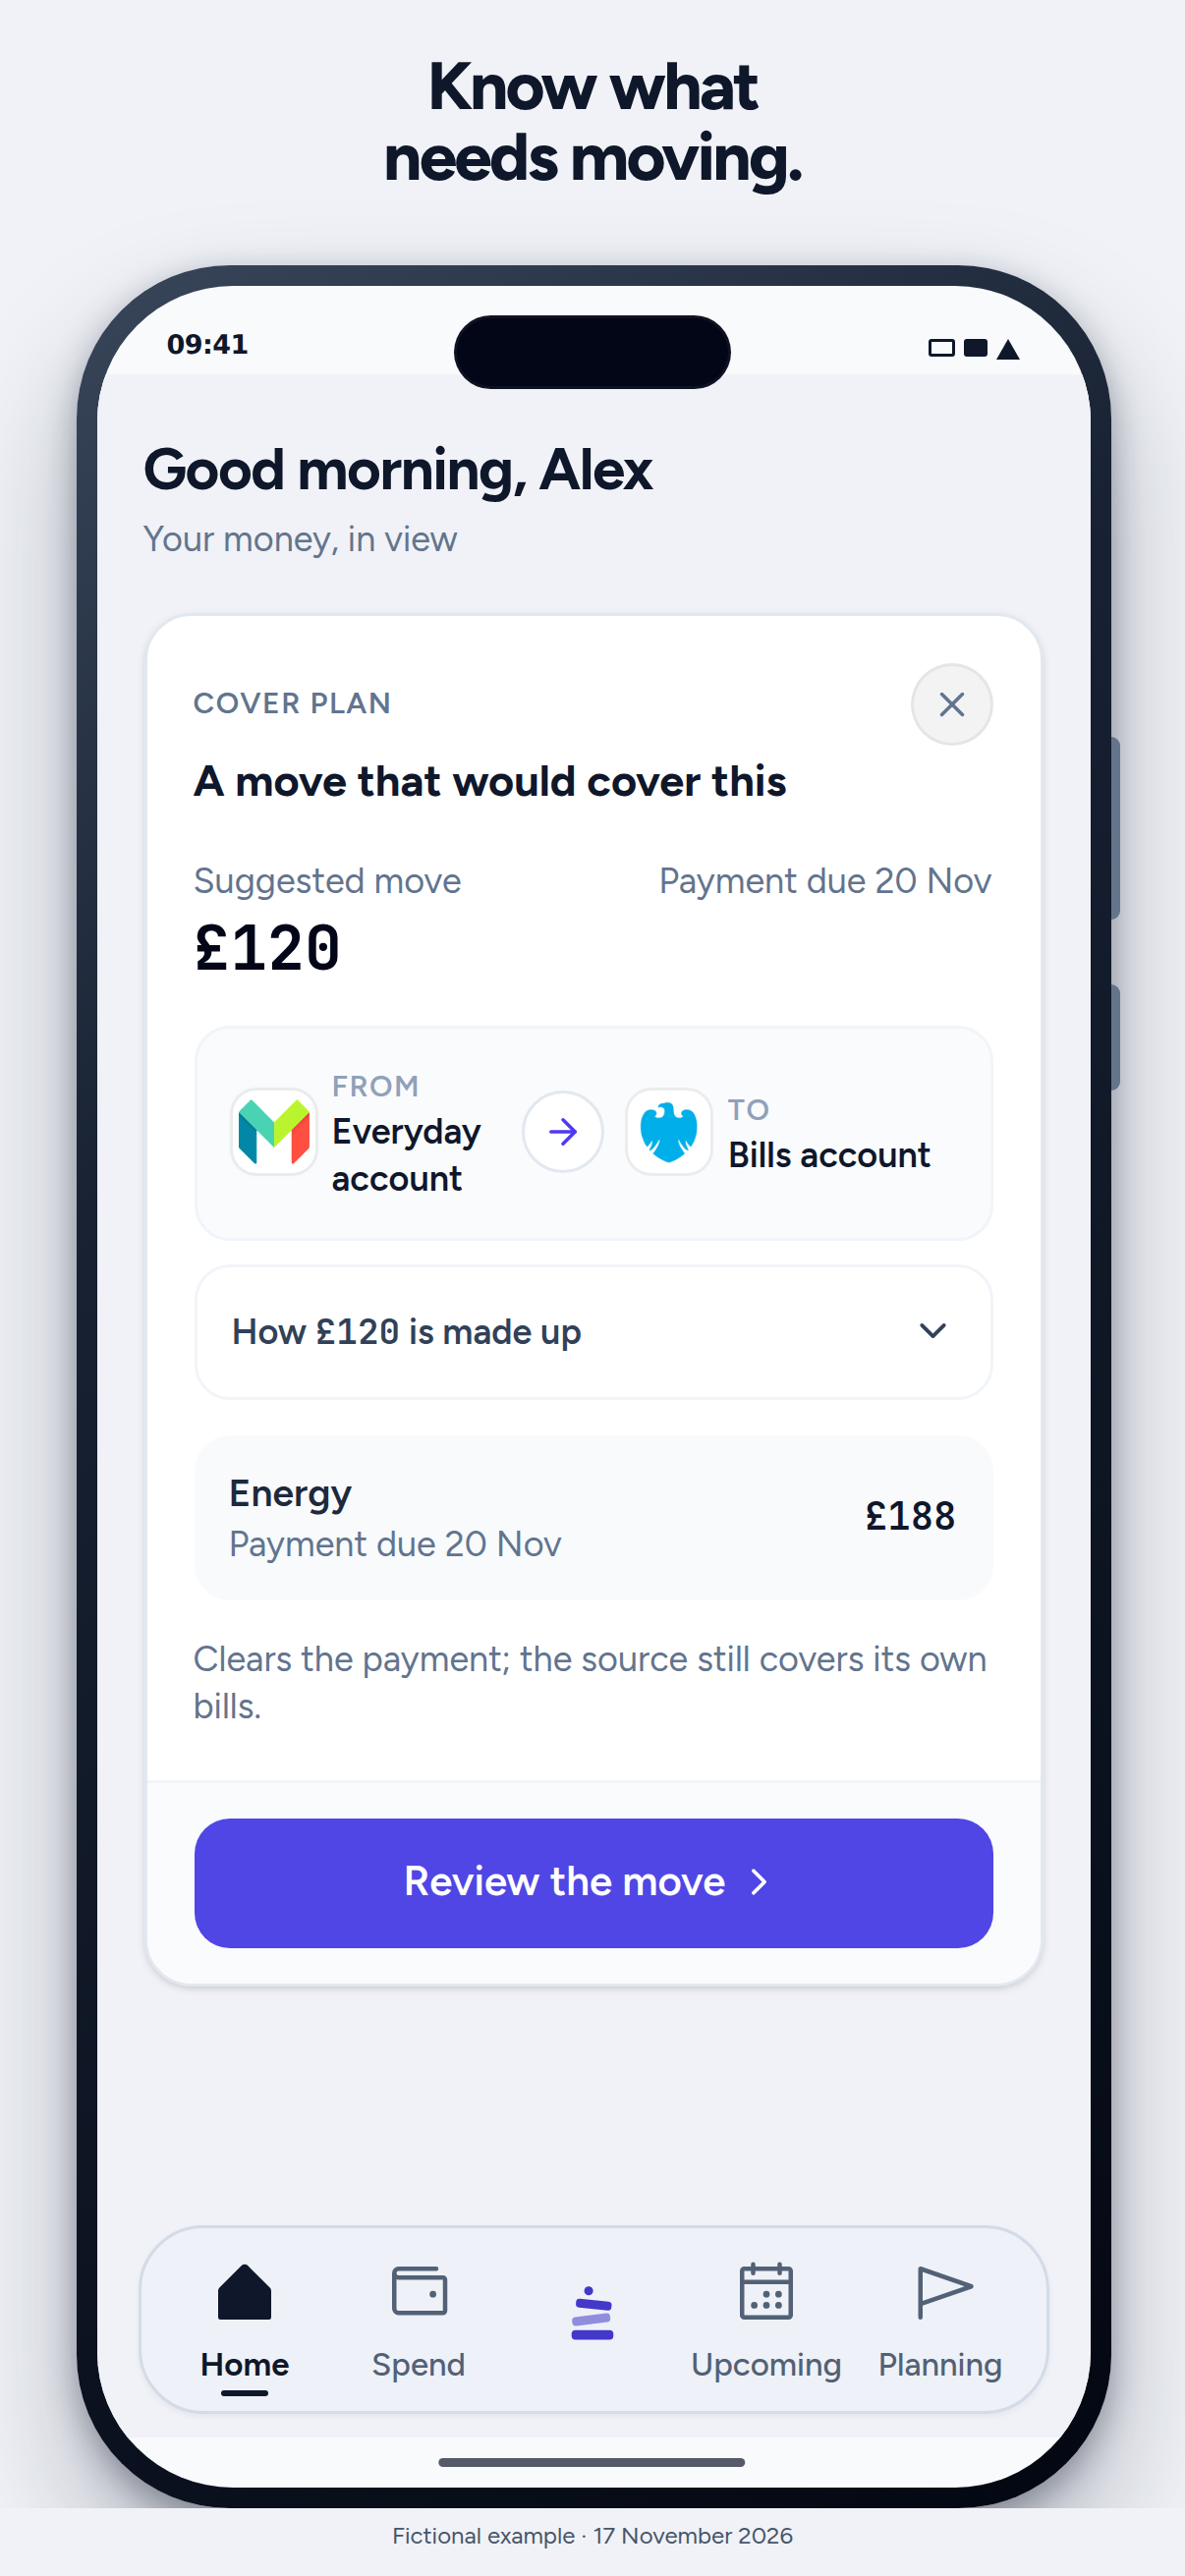 Know what
needs moving.
09:41
Good morning, Alex
Your money, in view
COVER PLAN
A move that would cover this
Suggested move
Payment due 20 Nov
£120
FROM
Everyday
account
TO
Bills account
How £120 is made up
Energy
Payment due 20 Nov
£188
Clears the payment; the source still covers its own
bills.
Review the move
Home
Spend
Upcoming
Planning
Fictional example · 17 November 2026